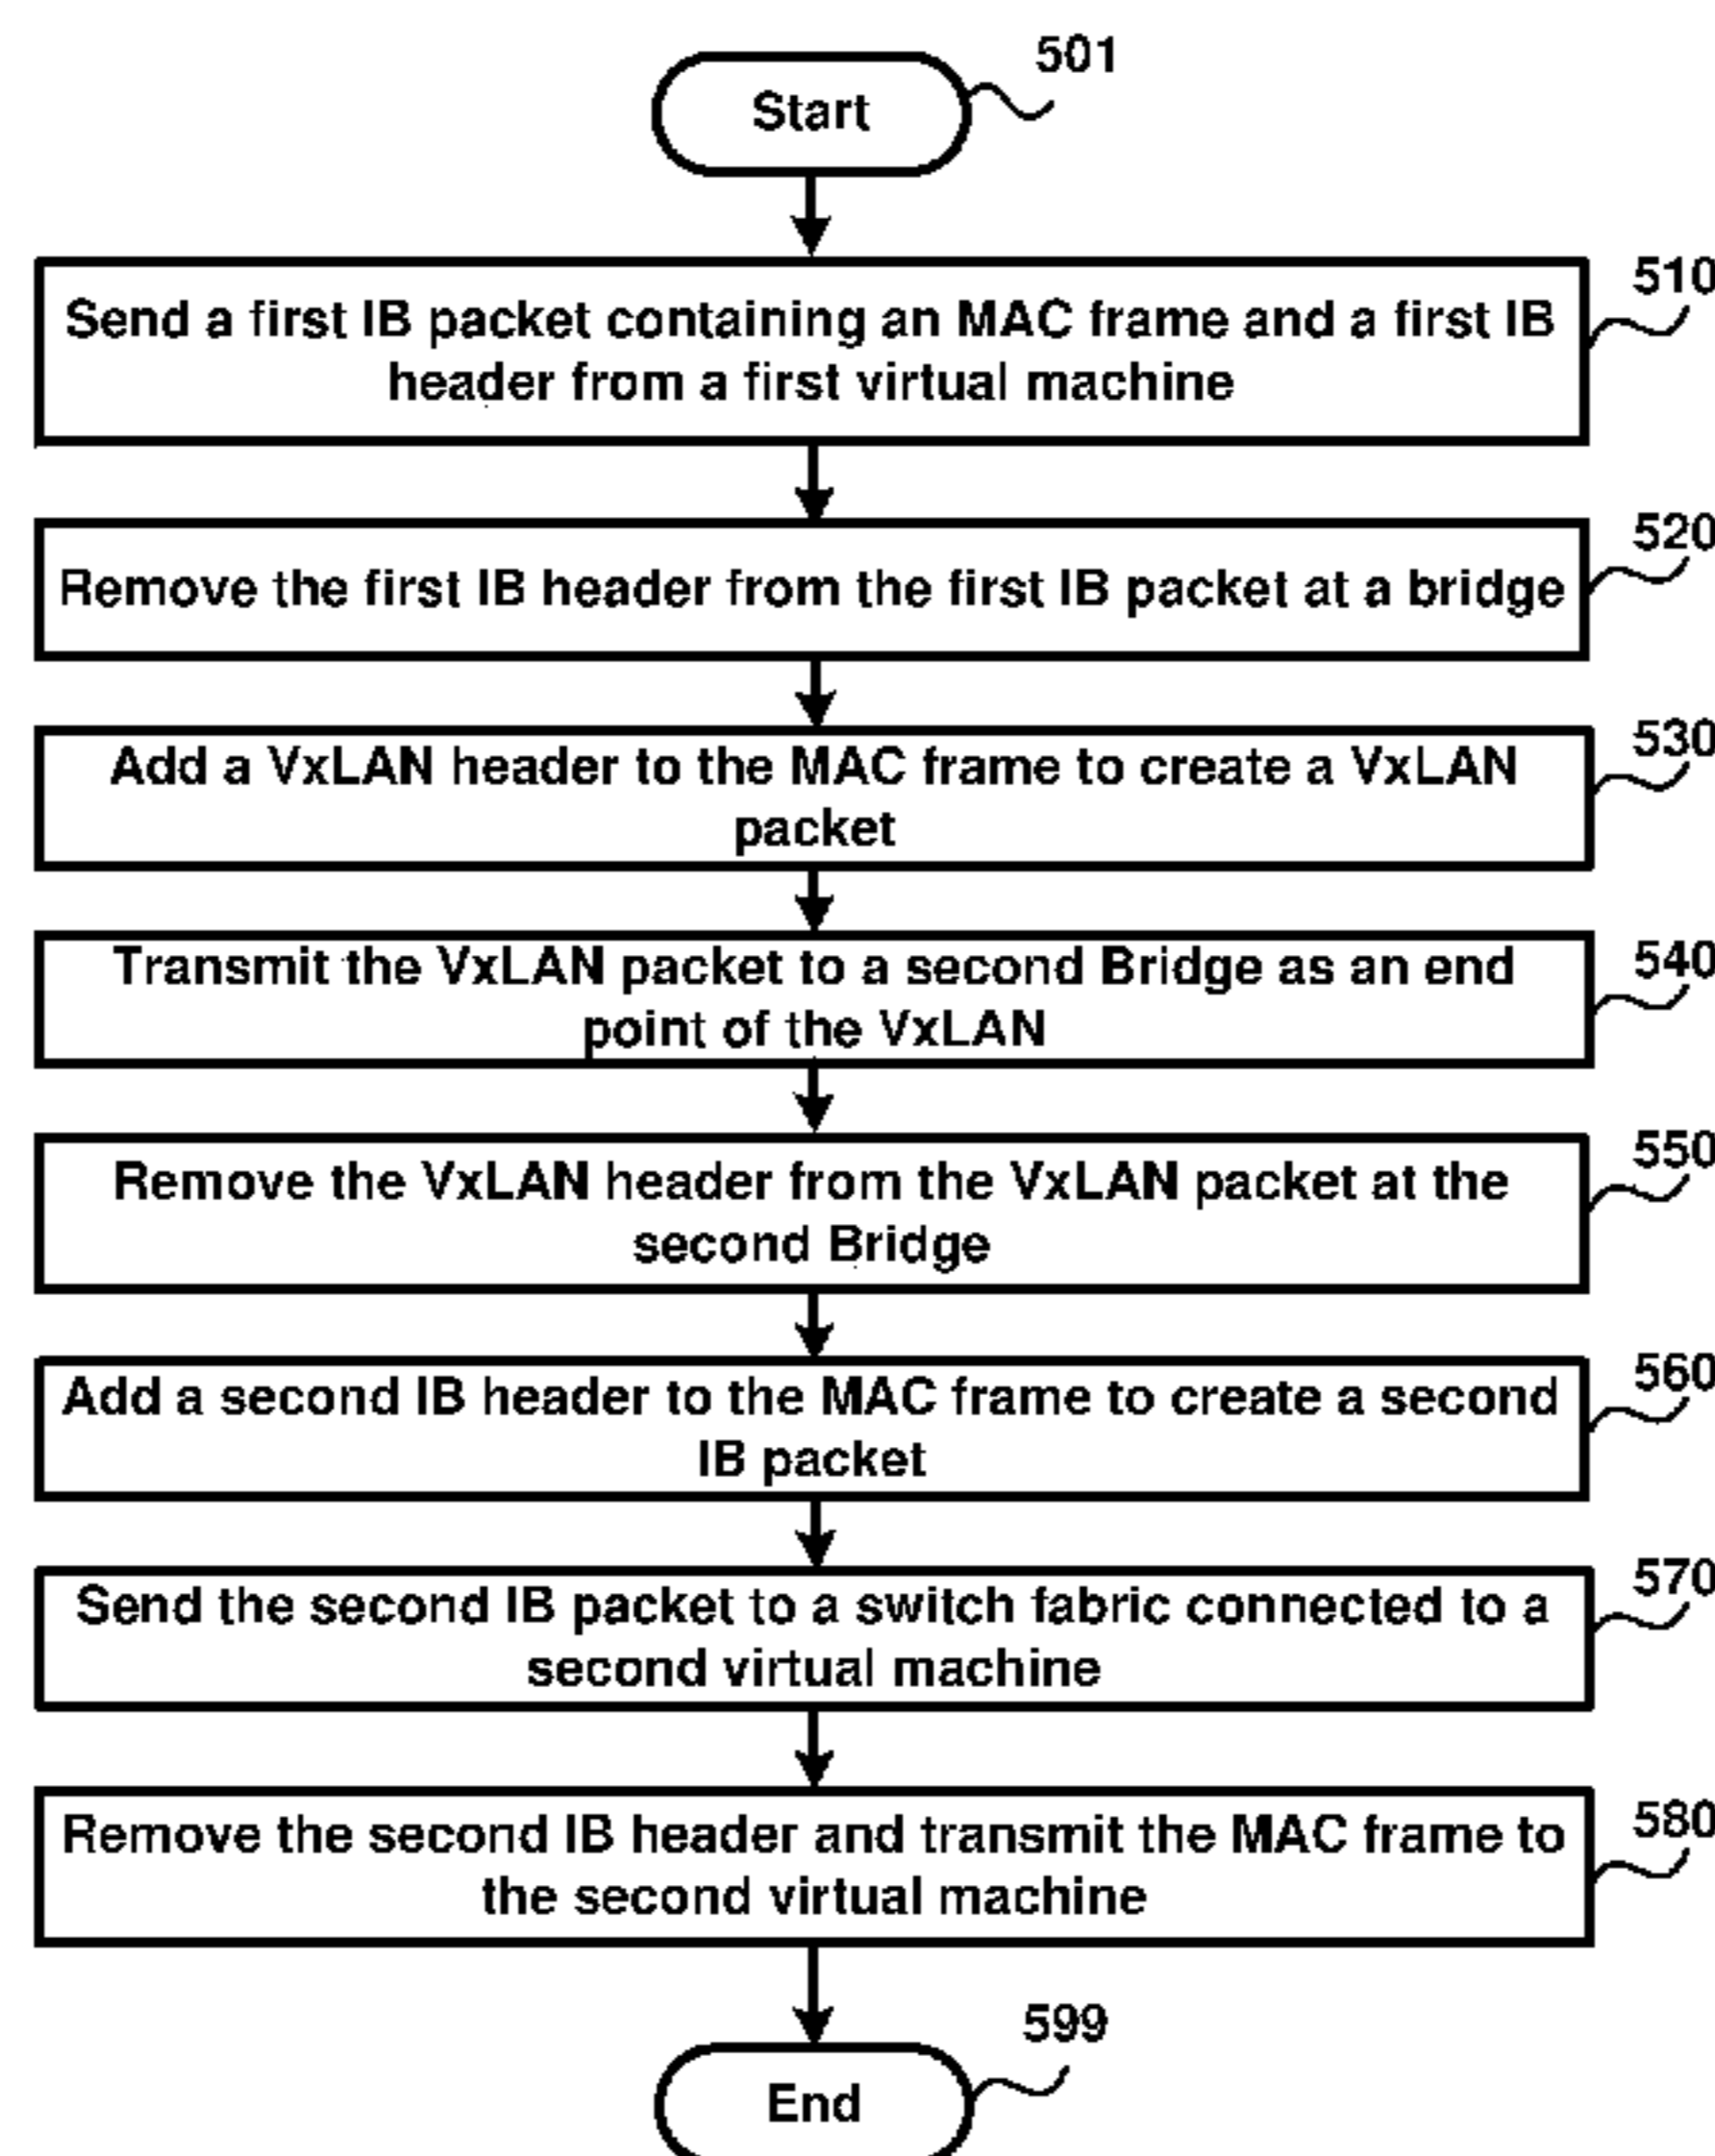 501
Start
510
Send a first IB packet containing an MAC frame and a first IB
header from a first virtual machine
520
Remove the first IB header from the first IB packet at a bridge
530
Add a VxLAN header to the MAC frame to create a VxLAN
packet
540
Transmit the VxLAN packet to a second Bridge as an end
point of the VxLAN
550
Remove the VxLAN header from the VxLAN packet at the
second Bridge
560
Add a second IB header to the MAC frame to create a second
IB packet
570
Send the second IB packet to a switch fabric connected to a
second virtual machine
580
Remove the second IB header and transmit the MAC frame to
the second virtual machine
599
End